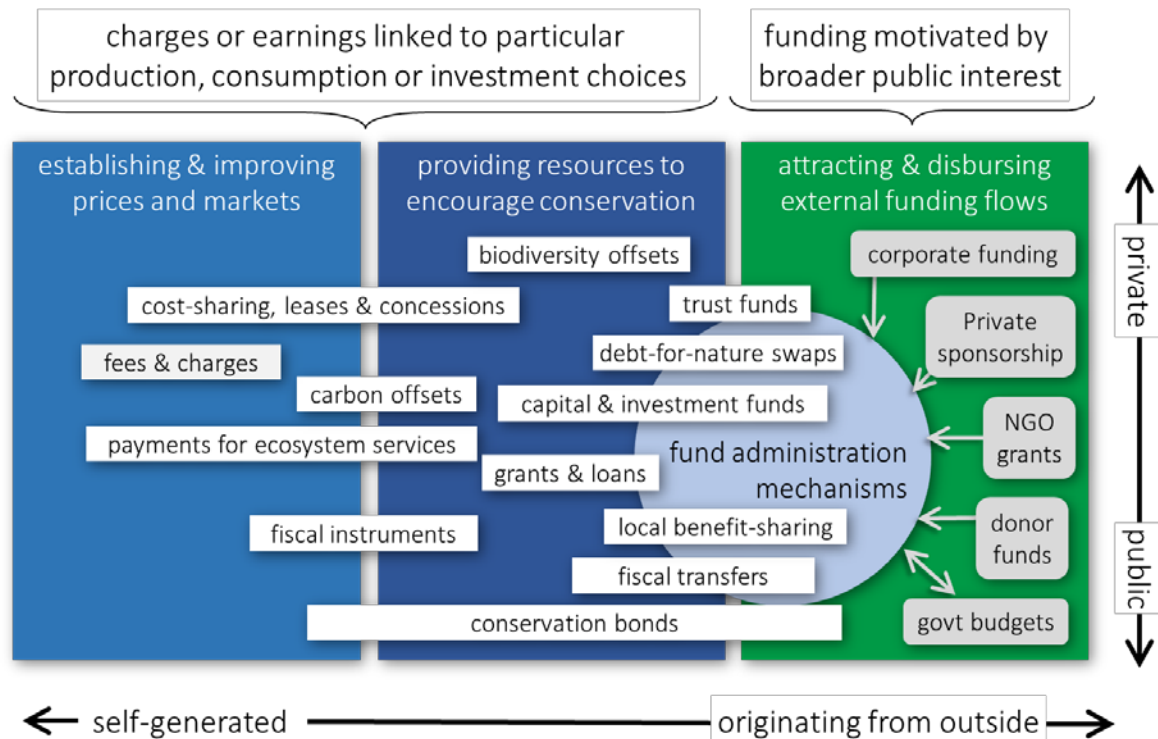 charges or earnings linked to particular
production, consumption or investment choices
funding motivated by
broader public interest
establishing & improving
prices and markets
providing resources to
encourage conservation
attracting & disbursing
external funding flows
biodiversity offsets
corporate funding
cost-sharing, leases & concessions
trust funds
Private
sponsorship
fees & charges
debt-for-nature swaps
carbon offsets
capital & investment funds
payments for ecosystem services
NGO
grants
grants & loans
fund administration
mechanisms
fiscal instruments
local benefit-sharing
donor
funds
fiscal transfers
conservation bonds
govt budgets
private
public
self-generated
originating from outside